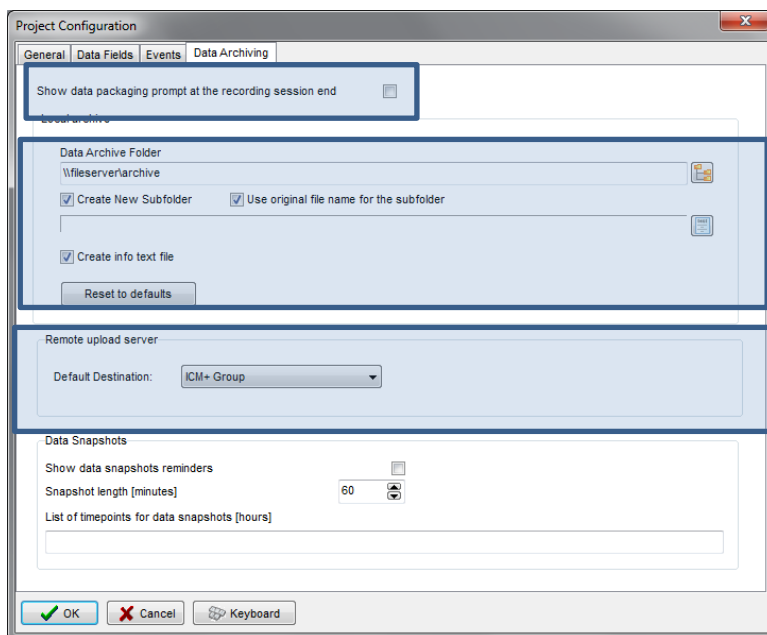 Project Configuration
General Data Fields Events Data Archiving
Show data packaging prompt at the recording session end
Local archive
Data Archive Folder
\\fileserver\archive
Create New Subfolder Use original file name for the subfolder
Create info text file
Reset to defaults
Remote upload server
Default Destination: ICM+ Group
Data Snapshots
Show data snapshots reminders
Snapshot length [minutes] 60
List of timepoints for data snapshots [hours]
OK Cancel Keyboard